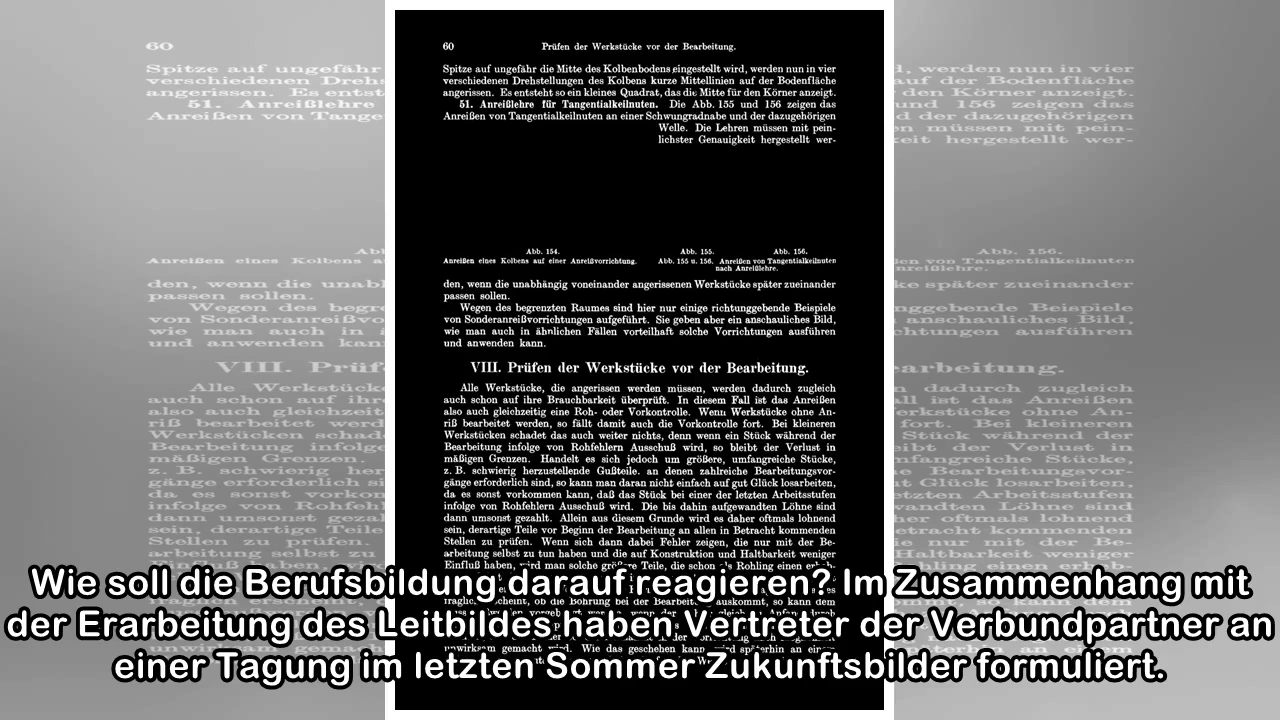 60 Prüfen der Werkstücke vor der Bearbeitung.
Spitze auf ungefähr die Mitte des Kolbenbodens eingestellt wird, werden nun in vier
verschiedenen Drehstellungen des Kolbens kurze Mittellinien auf der Bodenfläche
angerissen. Es entsteht so ein kleines Quadrat, das die Mitte für den Körner anzeigt.
51. Anreißlehre für Tangentialkeilnuten. Die Abb. 155 und 156 zeigen das
Anreißen von Tangentialkeilnuten an einer Schwungradnabe und der dazugehörigen
Welle. Die Lehren müssen mit pein-
lichster Genauigkeit hergestellt wer-
Abb. 154. Abb. 155. Abb. 156.
Anreißen eines Kolbens auf einer Anreißvorrichtung. Abb. 155 u. 156. Anreißen von Tangentialkeilnuten
nach Anreißlehre.
den, wenn die unabhängig voneinander angerissenen Werkstücke später zueinander
passen sollen.
Wegen des begrenzten Raumes sind hier nur einige richtunggebende Beispiele
von Sonderanreißvorrichtungen aufgeführt. Sie geben aber ein anschauliches Bild,
wie man auch in ähnlichen Fällen vorteilhaft solche Vorrichtungen ausführen
und anwenden kann.
VIII. Prüfen der Werkstücke vor der Bearbeitung.
Alle Werkstücke, die angerissen werden müssen, werden dadurch zugleich
auch schon auf ihre Brauchbarkeit überprüft. In diesem Fall ist das Anreißen
also auch gleichzeitig eine Roh- oder Vorkontrolle. Wenn Werkstücke ohne An-
riß bearbeitet werden, so fällt damit auch die Vorkontrolle fort. Bei kleineren
Werkstücken schadet das auch weiter nichts, denn wenn ein Stück während der
Bearbeitung infolge von Rohfehlern Ausschuß wird, so bleibt der Verlust in
mäßigen Grenzen. Handelt es sich jedoch um größere, umfangreiche Stücke,
z. B. schwierig herzustellende Gußteile. an denen zahlreiche Bearbeitungsvor-
gänge erforderlich sind, so kann man daran nicht einfach auf gut Glück losarbeiten,
da es sonst vorkommen kann, daß das Stück bei einer der letzten Arbeitsstufen
infolge von Rohfehlern Ausschuß wird. Die bis dahin aufgewandten Löhne sind
dann umsonst gezahlt. Allein aus diesem Grunde wird es daher oftmals lohnend
sein, derartige Teile vor Beginn der Bearbeitung an allen in Betracht kommenden
Stellen zu prüfen. Wenn sich dann dabei Fehler zeigen, die nur mit der Be-
arbeitung selbst zu tun haben und die auf Konstruktion und Haltbarkeit weniger
Einfluß haben, wird man solche größere Teile, die schon als Rohling einen
Wie soll die Berufsbildung darauf reagieren? Im Zusammenhang mit
der Erarbeitung des Leitbildes haben Vertreter der Verbundpartner an
einer Tagung im letzten Sommer Zukunftsbilder formuliert.